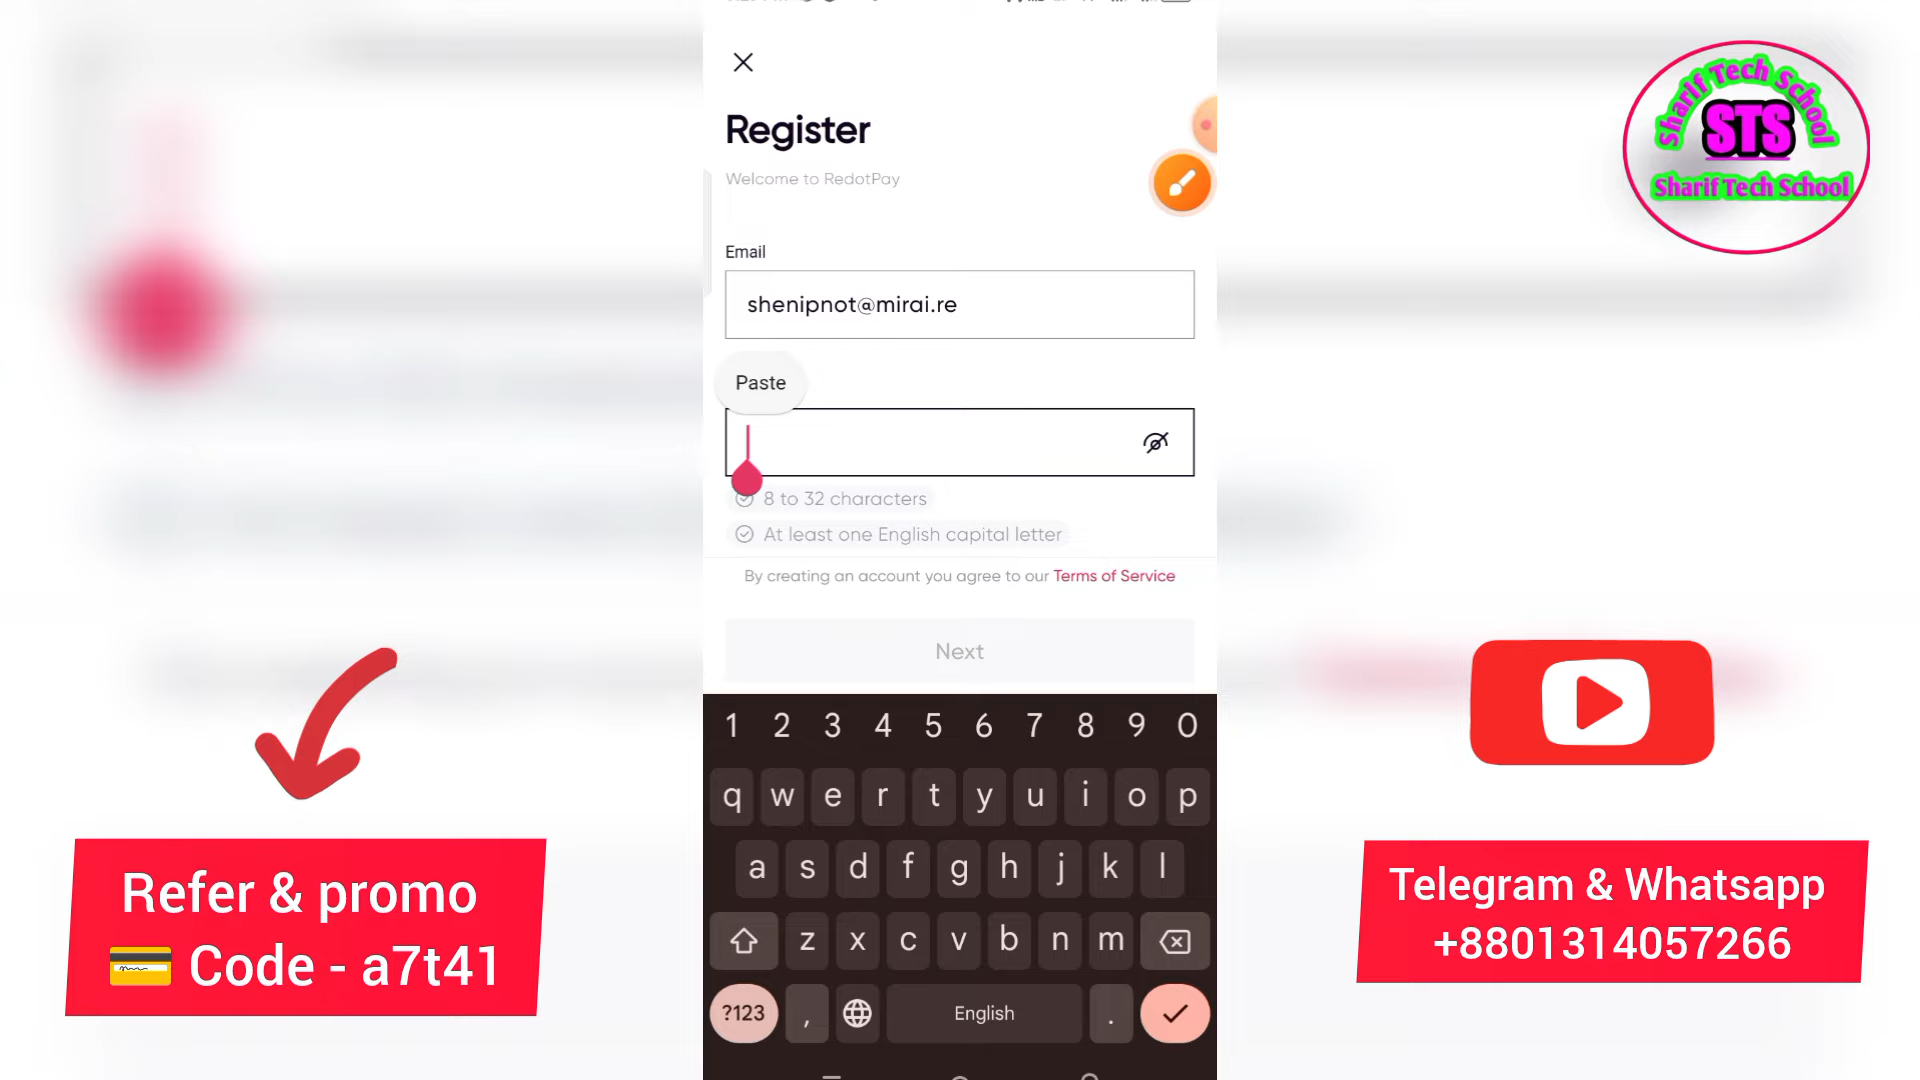 Register
Welcome to RedotPay
Email
shenipnot@mirai.re
Paste
8 to 32 characters
At least one English capital letter
By creating an account you agree to our Terms of Service
Next
1 2 3 4 5 6 7 8 9 0
q w e r t y u i o p
a s d f g h j k l
z x c v b n m
?123 , English .
Sharif Tech School
STS
Sharif Tech School
Refer & promo
Code - a7t41
Telegram & Whatsapp
+8801314057266